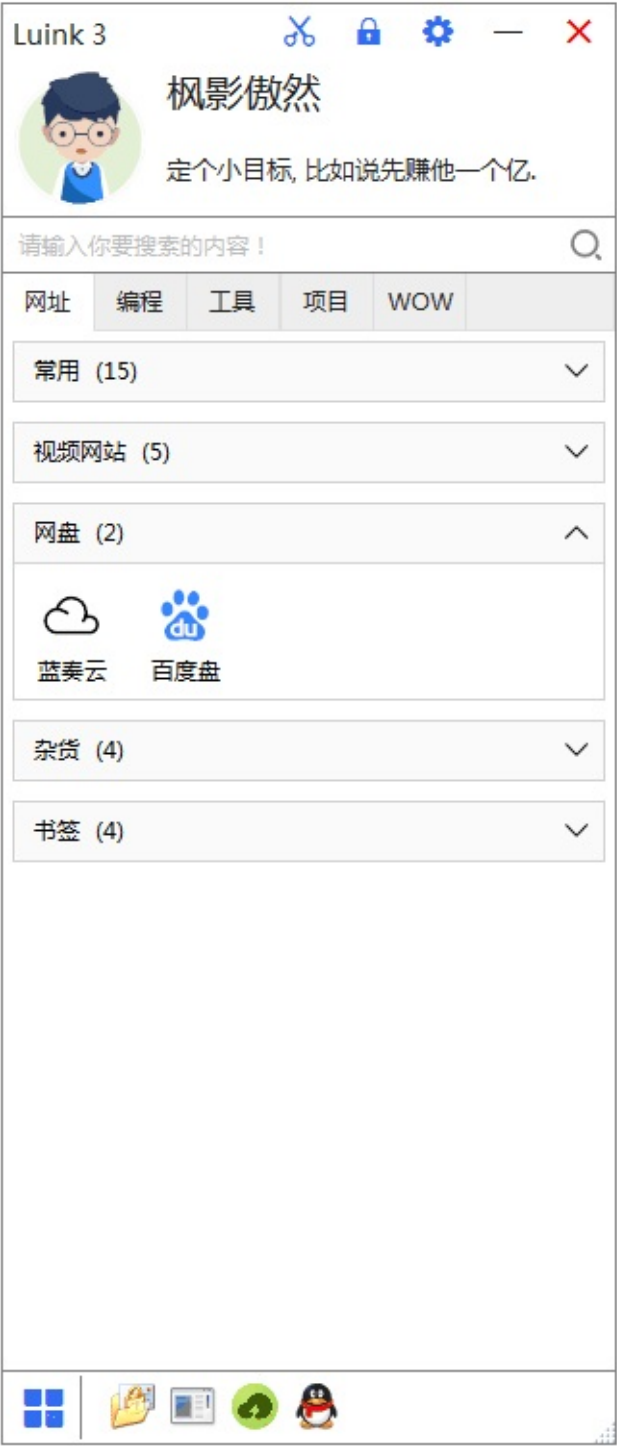 Luink 3
枫影傲然
定个小目标, 比如说先赚他一个亿.
请输入你要搜素的内容！
网址 编程 工具 项目 WOW
常用 (15)
视频网站 (5)
网盘 (2)
du
蓝奏云 百度盘
杂货 (4)
书签 (4)